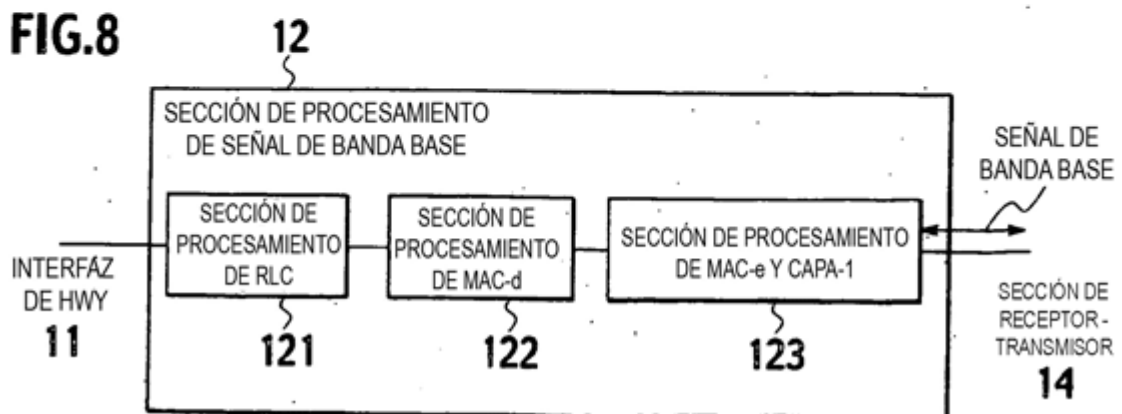 FIG.8
12
SECCIÓN DE PROCESAMIENTO
DE SEÑAL DE BANDA BASE
SEÑAL DE
BANDA BASE
SECCIÓN DE
PROCESAMIENTO
DE RLC
SECCIÓN DE
PROCESAMIENTO
DE MAC-d
SECCIÓN DE PROCESAMIENTO
DE MAC-e Y CAPA-1
INTERFÁZ
DE HWY
11
121
122
123
SECCIÓN DE
RECEPTOR-
TRANSMISOR
14